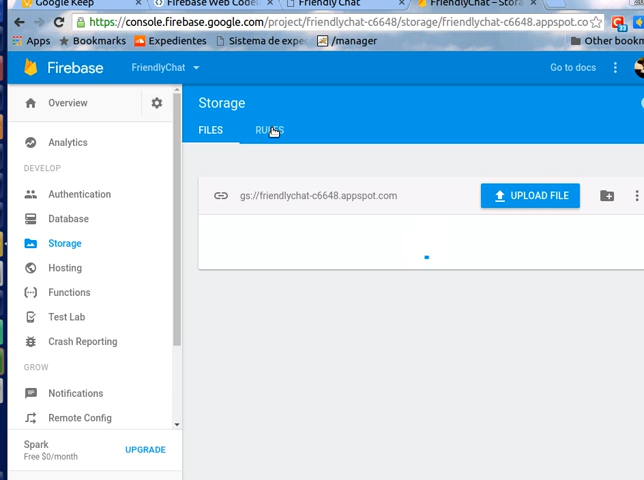 Google Keep
Firebase Web Codel
Friendly Chat
FriendlyChat – Stora
https://console.firebase.google.com/project/friendlychat-c6648/storage/friendlychat-c6648.appspot.co
Apps
Bookmarks
Expedientes
Sistema de expe
/manager
Other bookm
Firebase
FriendlyChat
Go to docs
Overview
Storage
FILES
RULES
Analytics
DEVELOP
Authentication
gs://friendlychat-c6648.appspot.com
UPLOAD FILE
Database
Storage
Hosting
Functions
Test Lab
Crash Reporting
GROW
Notifications
Remote Config
Spark
Free $0/month
UPGRADE